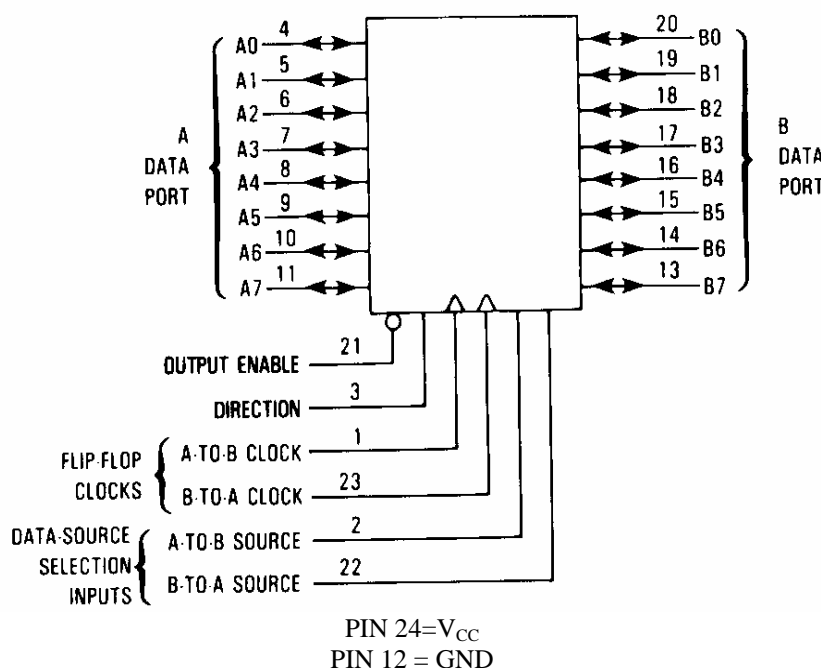 A0 4
A1 5
A2 6
A3 7
A4 8
A5 9
A6 10
A7 11
A
DATA
PORT
20 B0
19 B1
18 B2
17 B3
16 B4
15 B5
14 B6
13 B7
B
DATA
PORT
OUTPUT ENABLE 21
DIRECTION 3
FLIP-FLOP
CLOCKS
A-TO-B CLOCK 1
B-TO-A CLOCK 23
DATA-SOURCE
SELECTION
INPUTS
A-TO-B SOURCE 2
B-TO-A SOURCE 22
PIN 24=VCC
PIN 12 = GND